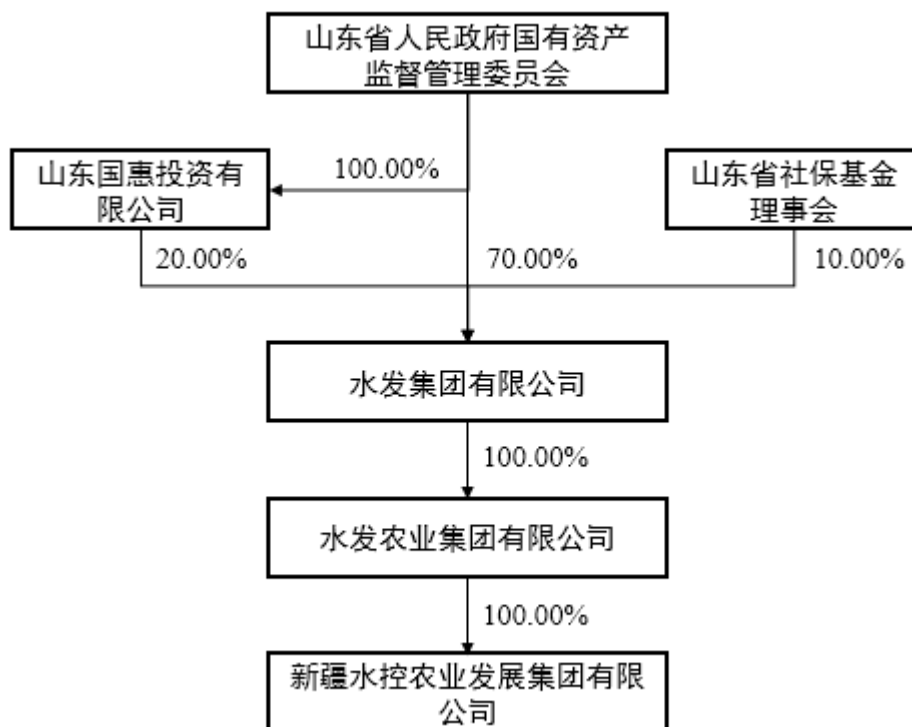 山东省人民政府国有资产
监督管理委员会
山东国惠投资有
限公司
100.00%
山东省社保基金
理事会
20.00%
70.00%
10.00%
水发集团有限公司
100.00%
水发农业集团有限公司
100.00%
新疆水控农业发展集团有限
公司